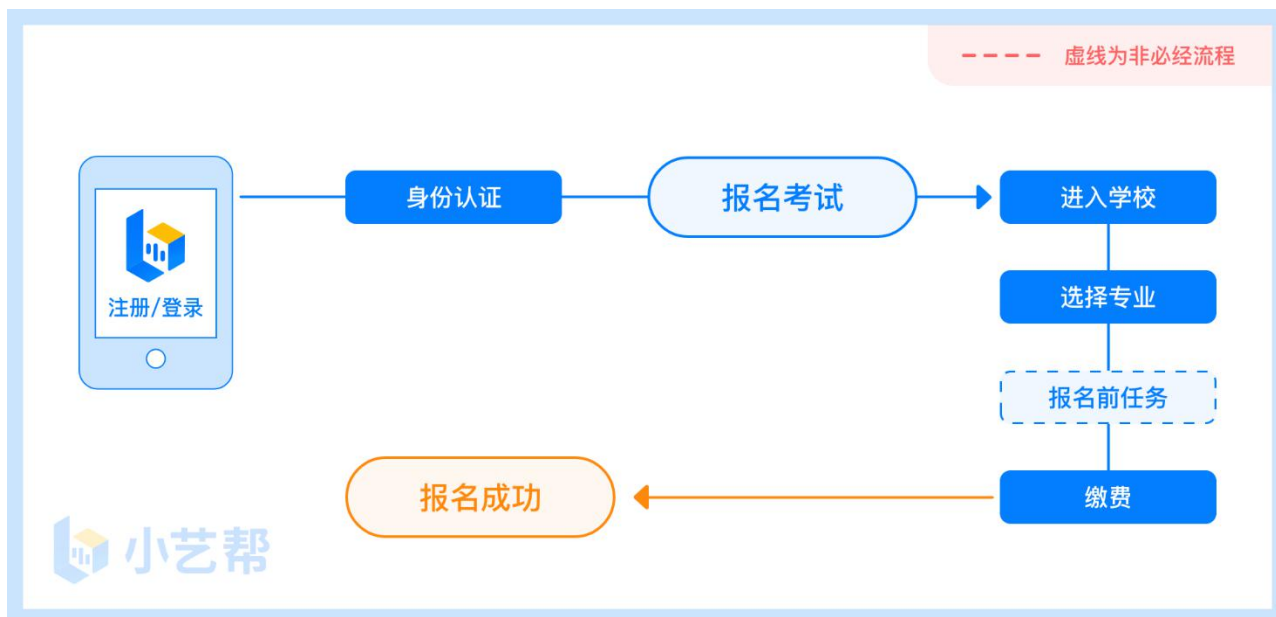 ---- 虚线为非必经流程
身份认证
报名考试
进入学校
注册/登录
选择专业
报名前任务
缴费
报名成功
小艺帮